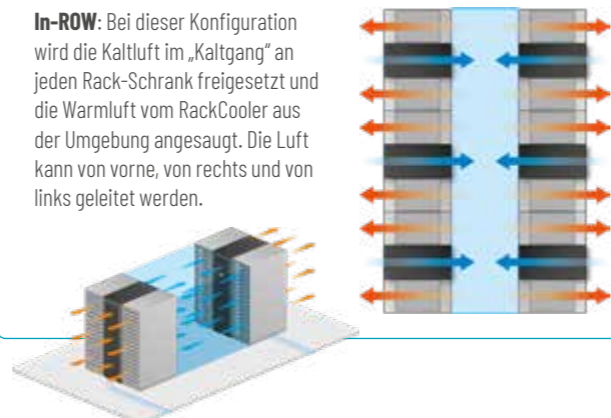 In-ROW: Bei dieser Konfiguration
wird die Kaltluft im „Kaltgang“ an
jeden Rack-Schrank freigesetzt und
die Warmluft vom RackCooler aus
der Umgebung angesaugt. Die Luft
kann von vorne, von rechts und von
links geleitet werden.